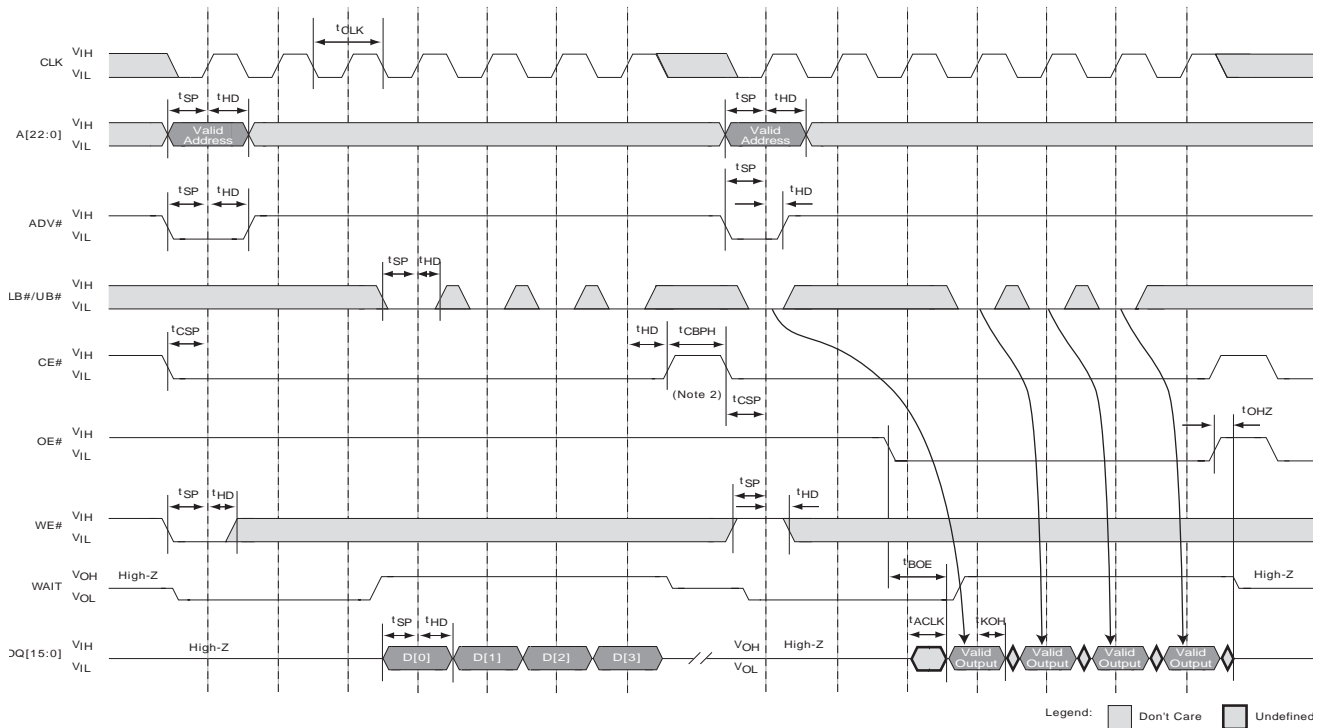 tCLK
CLK VIH
VIL
tSP tHD tSP tHD
A[22:0] VIH Valid Address Valid Address
VIL
tSP tHD tSP tHD
ADV# VIH
VIL
tSP tHD
LB#/UB# VIH
VIL
tCSP tHD tCBPH
CE# VIH
VIL
(Note 2)
tCSP
tOHZ
OE# VIH
VIL
tSP tHD tSP tHD
WE# VIH
VIL
tBOE
WAIT VOH High-Z High-Z
VOL
tSP tHD tACLK tKOH
DQ[15:0] VIH High-Z D[0] D[1] D[2] D[3] VOH High-Z Valid Output Valid Output Valid Output Valid Output
VIL VOL
Legend: Don't Care Undefined